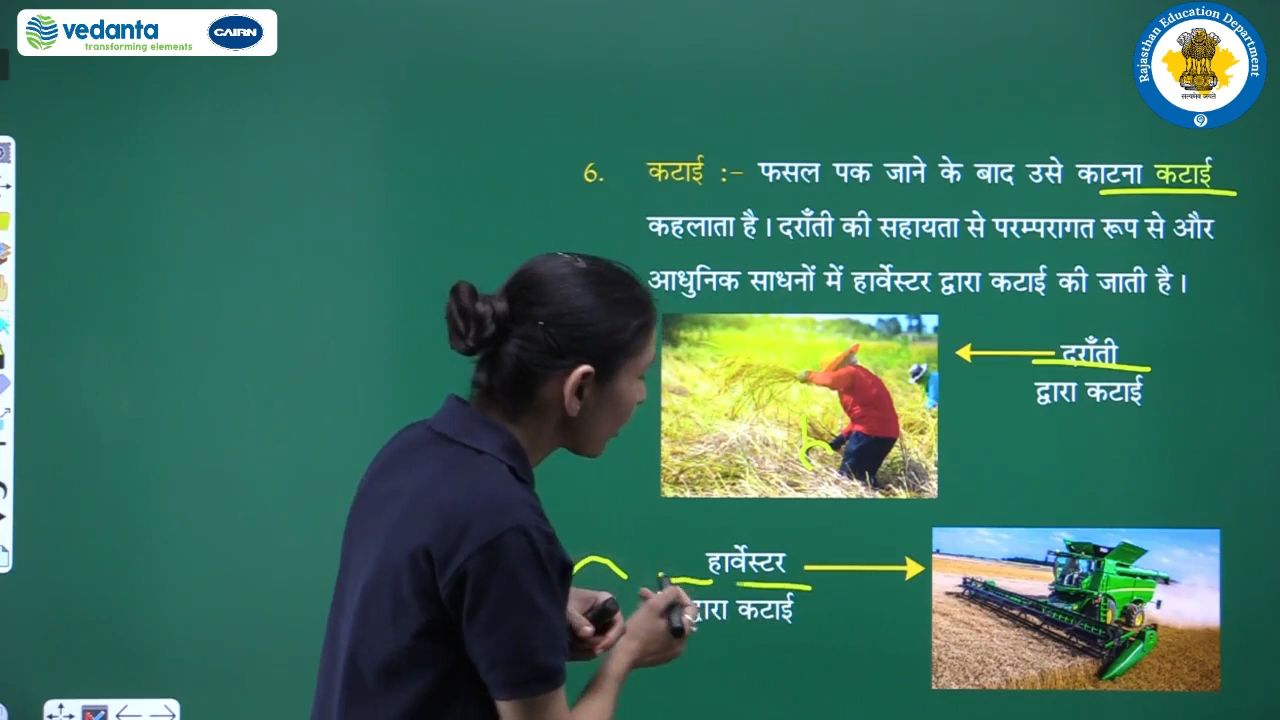 vedanta
transforming elements
CAIRN
Rajasthan Education Department
सत्यमेव जयते
6. कटाई :- फसल पक जाने के बाद उसे काटना कटाई
कहलाता है। दराँती की सहायता से परम्परागत रूप से और
आधुनिक साधनों में हार्वेस्टर द्वारा कटाई की जाती है।
दराँती
द्वारा कटाई
हार्वेस्टर
द्वारा कटाई